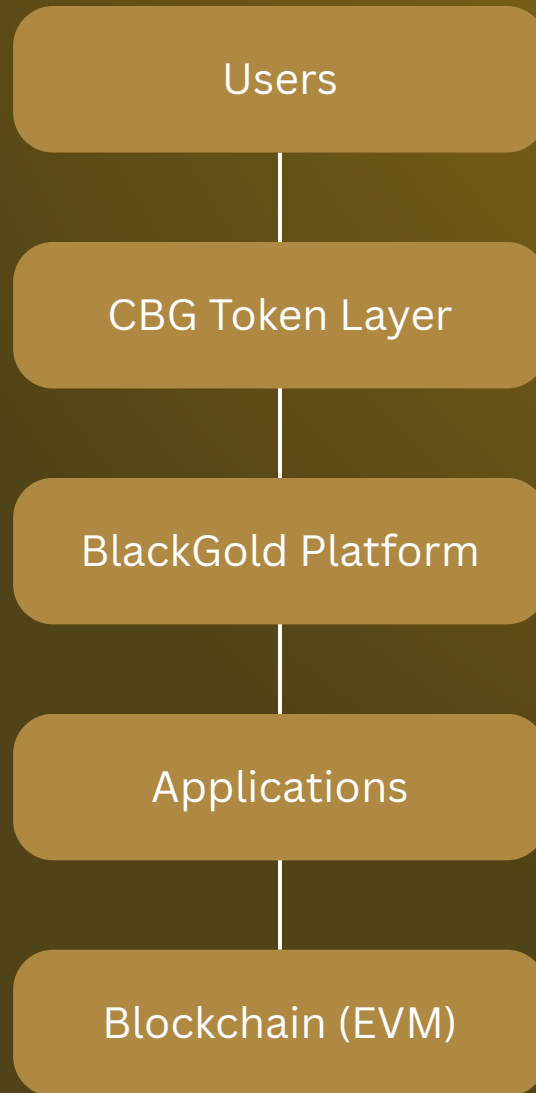 Users
CBG Token Layer
BlackGold Platform
Applications
Blockchain (EVM)